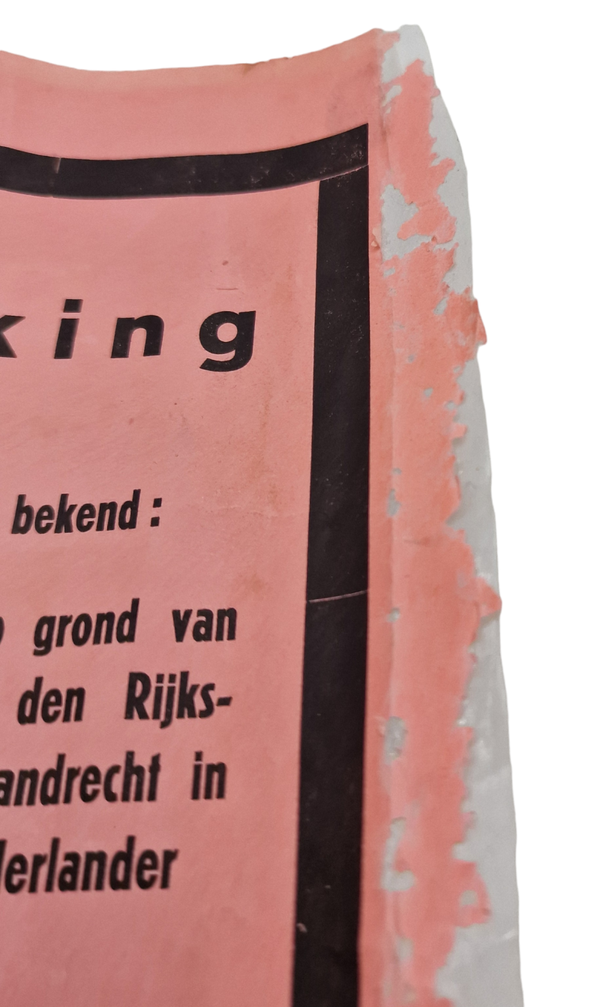 king
bekend:
grond van
den Rijks-
andrecht in
derlander